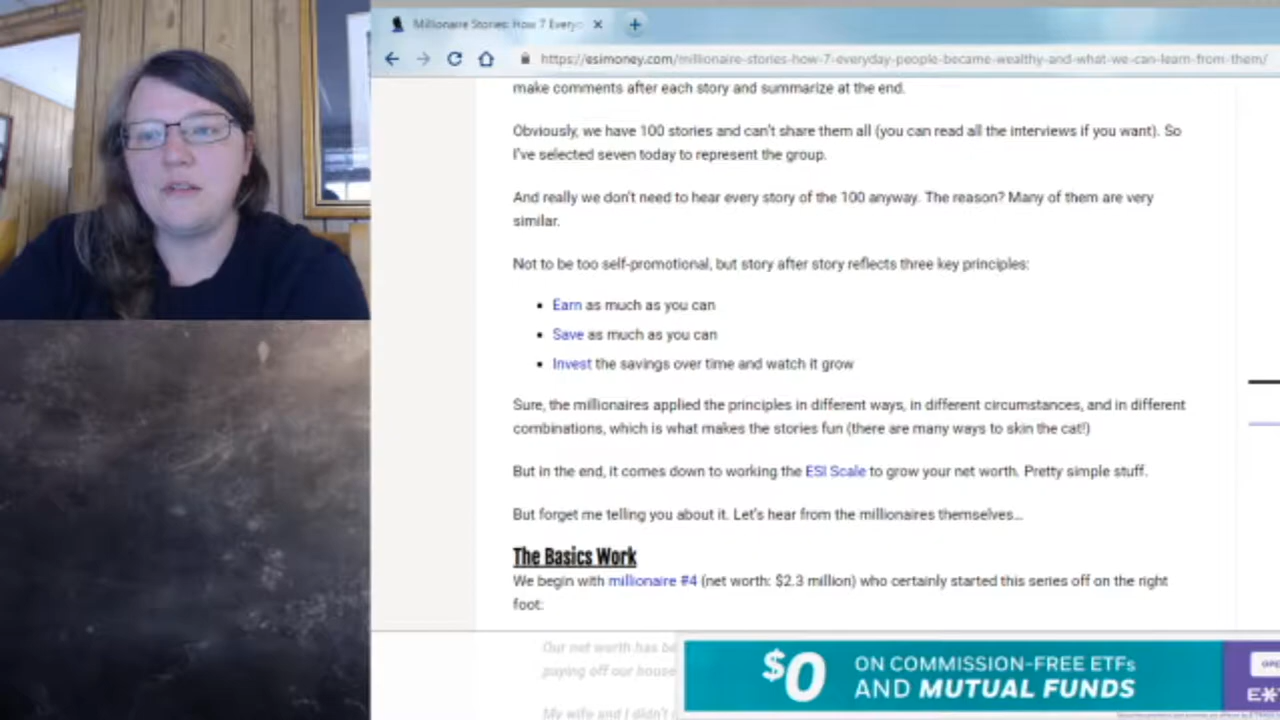 Millionaire Stories: How 7 Everyd
https://esimoney.com/millionaire-stories-how-7-everyday-people-became-wealthy-and-what-we-can-learn-from-them/
make comments after each story and summarize at the end.
Obviously, we have 100 stories and can't share them all (you can read all the interviews if you want). So
I've selected seven today to represent the group.
And really we don't need to hear every story of the 100 anyway. The reason? Many of them are very
similar.
Not to be too self-promotional, but story after story reflects three key principles:
• Earn as much as you can
• Save as much as you can
• Invest the savings over time and watch it grow
Sure, the millionaires applied the principles in different ways, in different circumstances, and in different
combinations, which is what makes the stories fun (there are many ways to skin the cat!)
But in the end, it comes down to working the ESI Scale to grow your net worth. Pretty simple stuff.
But forget me telling you about it. Let's hear from the millionaires themselves...
The Basics Work
We begin with millionaire #4 (net worth: $2.3 million) who certainly started this series off on the right
foot:
Our net worth has be
paying off our house
My wife and I didn't
$0 ON COMMISSION-FREE ETFs
AND MUTUAL FUNDS
E*